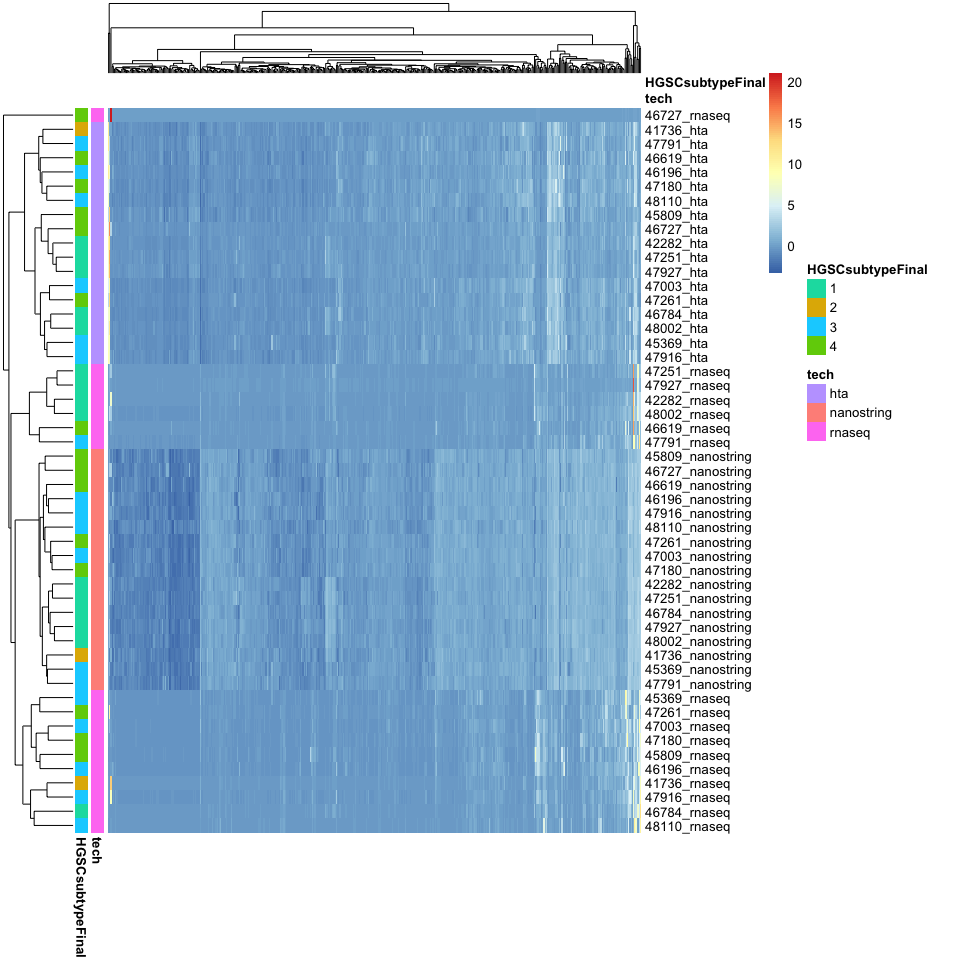 HGSCsubtypeFinal
tech
46727_rnaseq
41736_hta
47791_hta
46619_hta
46196_hta
47180_hta
48110_hta
45809_hta
46727_hta
42282_hta
47251_hta
47927_hta
47003_hta
47261_hta
46784_hta
48002_hta
45369_hta
47916_hta
47251_rnaseq
47927_rnaseq
42282_rnaseq
48002_rnaseq
46619_rnaseq
47791_rnaseq
45809_nanostring
46727_nanostring
46619_nanostring
46196_nanostring
47916_nanostring
48110_nanostring
47261_nanostring
47003_nanostring
47180_nanostring
42282_nanostring
47251_nanostring
46784_nanostring
47927_nanostring
48002_nanostring
41736_nanostring
45369_nanostring
47791_nanostring
45369_rnaseq
47261_rnaseq
47003_rnaseq
47180_rnaseq
45809_rnaseq
46196_rnaseq
41736_rnaseq
47916_rnaseq
46784_rnaseq
48110_rnaseq
20
15
10
5
0
HGSCsubtypeFinal
1
2
3
4
tech
hta
nanostring
rnaseq
HGSCsubtypeFinal
tech